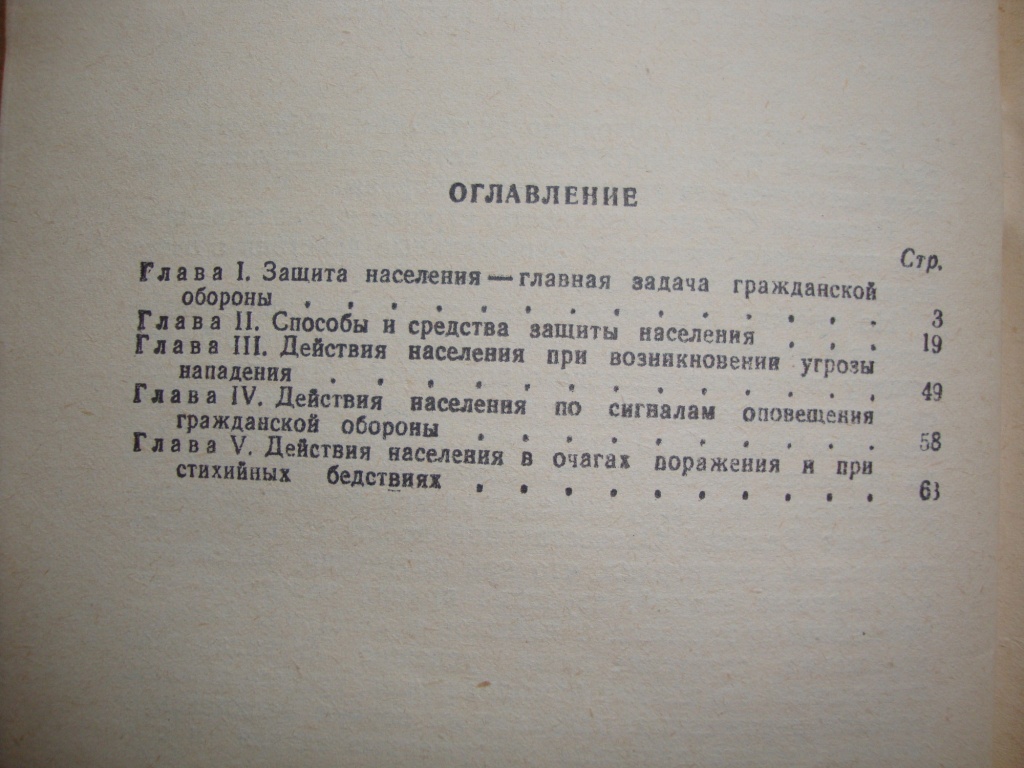 ОГЛАВЛЕНИЕ
Стр.
Глава I. Защита населения — главная задача гражданской
обороны . . . . . . . . . . . . . . 3
Глава II. Способы и средства защиты населения . . . 19
Глава III. Действия населения при возникновении угрозы
нападения . . . . . . . . . . . . . 49
Глава IV. Действия населения по сигналам оповещения
гражданской обороны . . . . . . . . . . 58
Глава V. Действия населения в очагах поражения и при
стихийных бедствиях . . . . . . . . . . 63